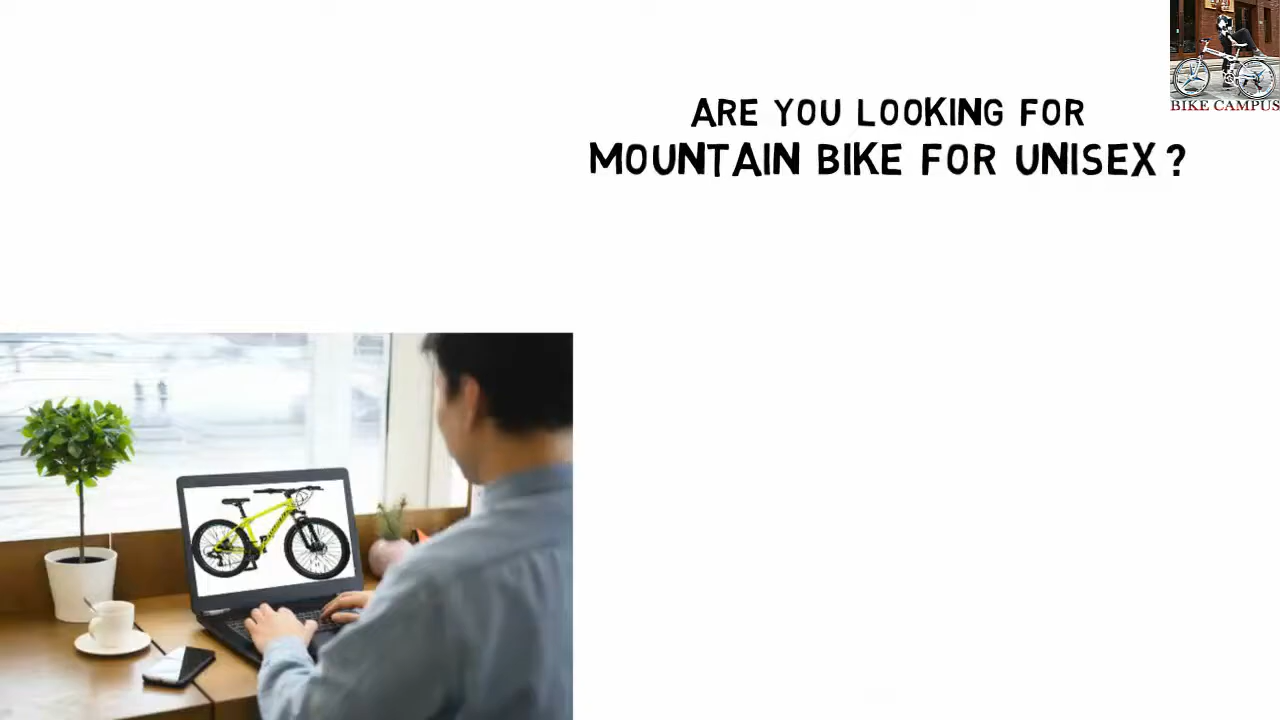 ARE YOU LOOKING FOR
MOUNTAIN BIKE FOR UNISEX ?
BIKE CAMPUS